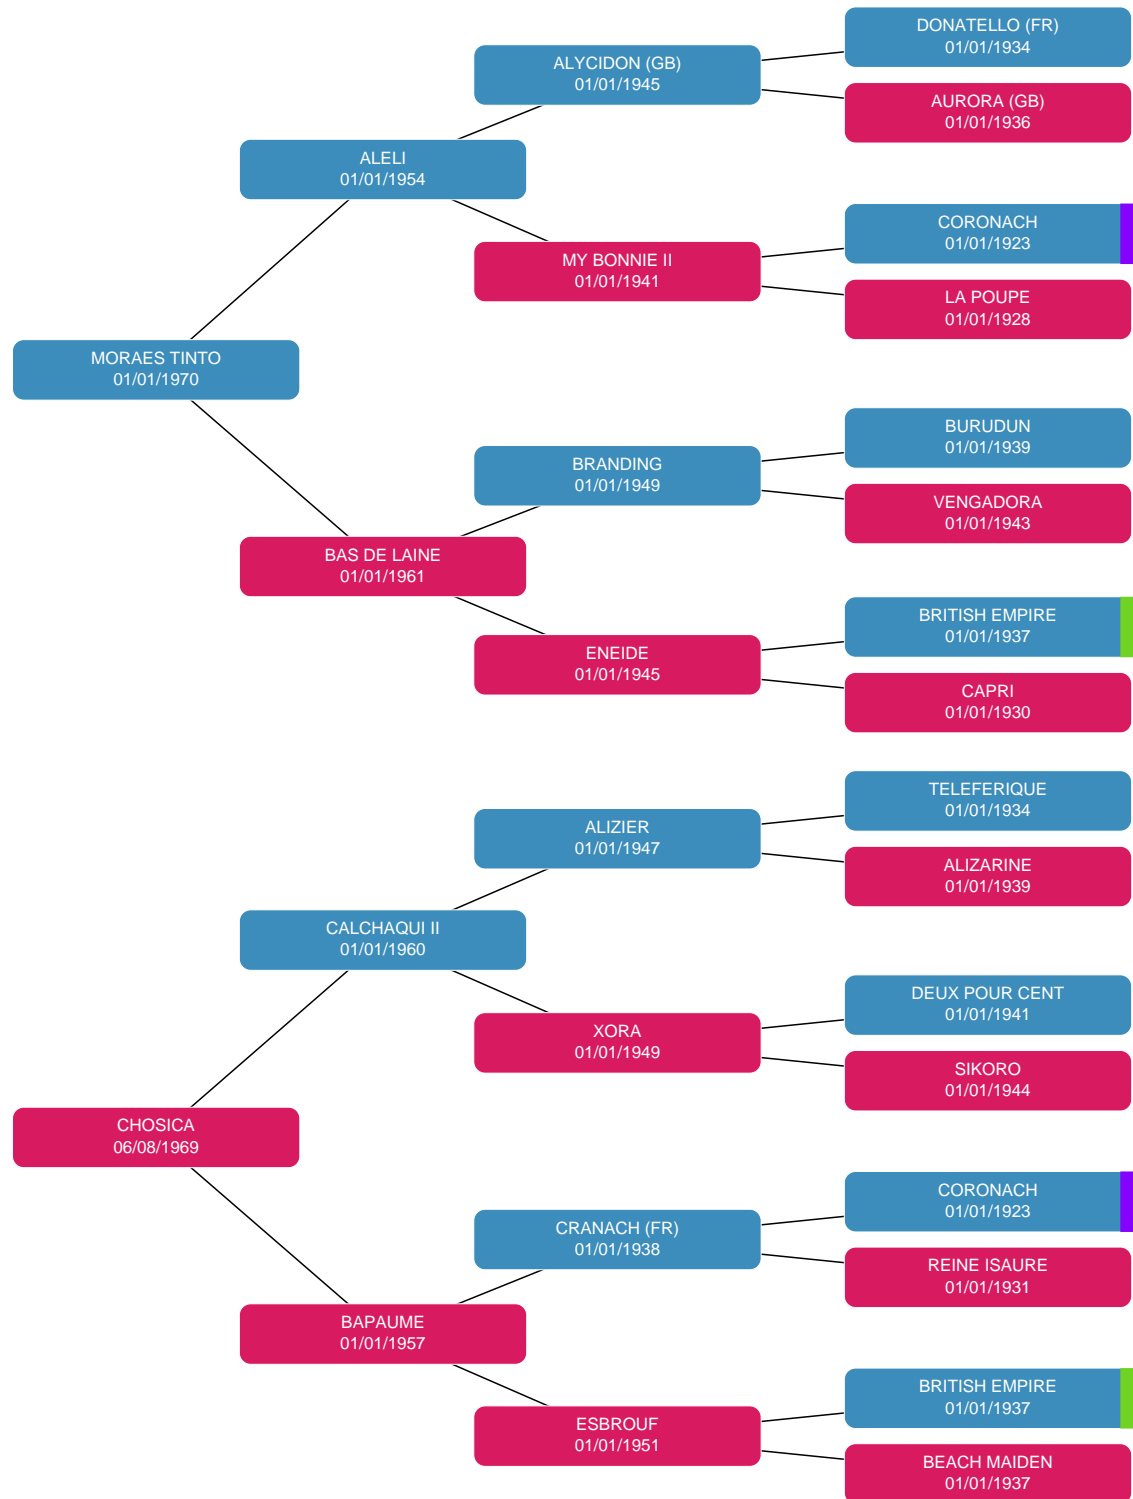 DONATELLO (FR)
01/01/1934
ALYCIDON (GB)
01/01/1945
AURORA (GB)
01/01/1936
ALELI
01/01/1954
CORONACH
01/01/1923
MY BONNIE II
01/01/1941
LA POUPE
01/01/1928
MORAES TINTO
01/01/1970
BURUDUN
01/01/1939
BRANDING
01/01/1949
VENGADORA
01/01/1943
BAS DE LAINE
01/01/1961
BRITISH EMPIRE
01/01/1937
ENEIDE
01/01/1945
CAPRI
01/01/1930
TELEFERIQUE
01/01/1934
ALIZIER
01/01/1947
ALIZARINE
01/01/1939
CALCHAQUI II
01/01/1960
DEUX POUR CENT
01/01/1941
XORA
01/01/1949
SIKORO
01/01/1944
CHOSICA
06/08/1969
CORONACH
01/01/1923
CRANACH (FR)
01/01/1938
REINE ISAURE
01/01/1931
BAPAUME
01/01/1957
BRITISH EMPIRE
01/01/1937
ESBROUF
01/01/1951
BEACH MAIDEN
01/01/1937